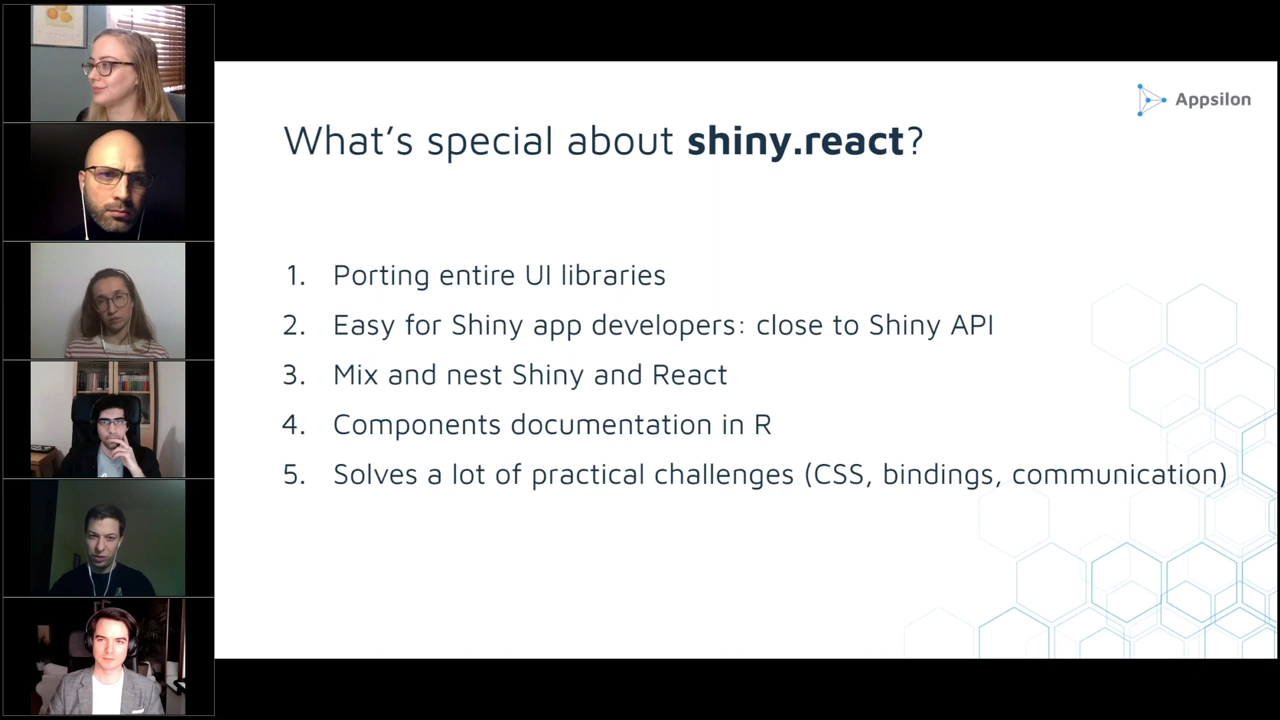 Appsilon
What's special about shiny.react?
1. Porting entire UI libraries
2. Easy for Shiny app developers: close to Shiny API
3. Mix and nest Shiny and React
4. Components documentation in R
5. Solves a lot of practical challenges (CSS, bindings, communication)